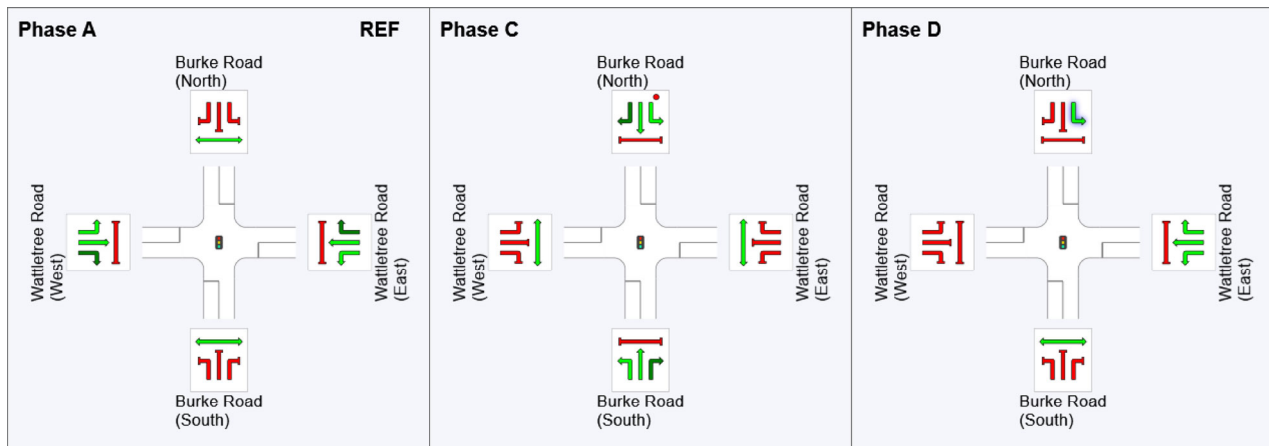 Phase A REF
Burke Road
(North)
Wattletree Road
(West)
Wattletree Road
(East)
Burke Road
(South)
Phase C
Burke Road
(North)
Wattletree Road
(West)
Wattletree Road
(East)
Burke Road
(South)
Phase D
Burke Road
(North)
Wattletree Road
(West)
Wattletree Road
(East)
Burke Road
(South)